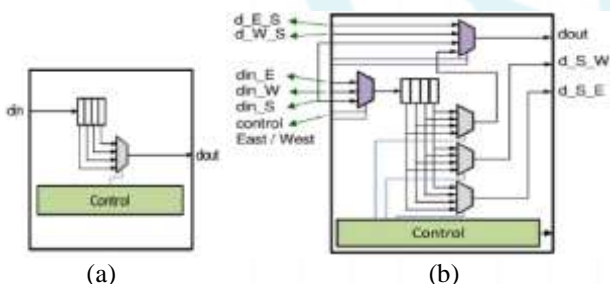 din
dout
Control
(a)
d_E_S
d_W_S
din_E
din_W
din_S
control
East / West
dout
d_S_W
d_S_E
Control
(b)